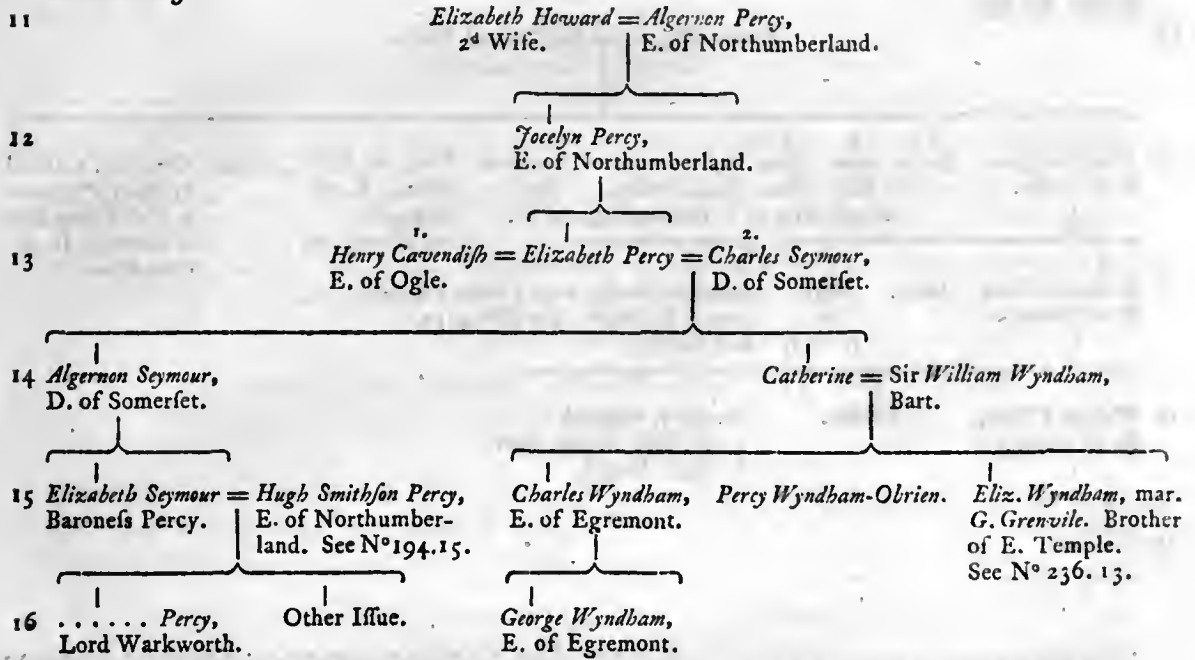 11 Elizabeth Howard = Algernon Percy,
2d Wife. E. of Northumberland.
12 Jocelyn Percy,
E. of Northumberland.
1. 2.
13 Henry Cavendiſh = Elizabeth Percy = Charles Seymour,
E. of Ogle. D. of Somerſet.
14 Algernon Seymour, Catherine = Sir William Wyndham,
D. of Somerſet. Bart.
15 Elizabeth Seymour = Hugh Smithſon Percy, Charles Wyndham, Percy Wyndham-Obrien. Eliz. Wyndham, mar.
Baroneſs Percy. E. of Northumber- E. of Egremont. G. Grenvile. Brother
land. See No 194.15. of E. Temple.
See No 236. 13.
16 ...... Percy, Other Iſſue. George Wyndham,
Lord Warkworth. E. of Egremont.